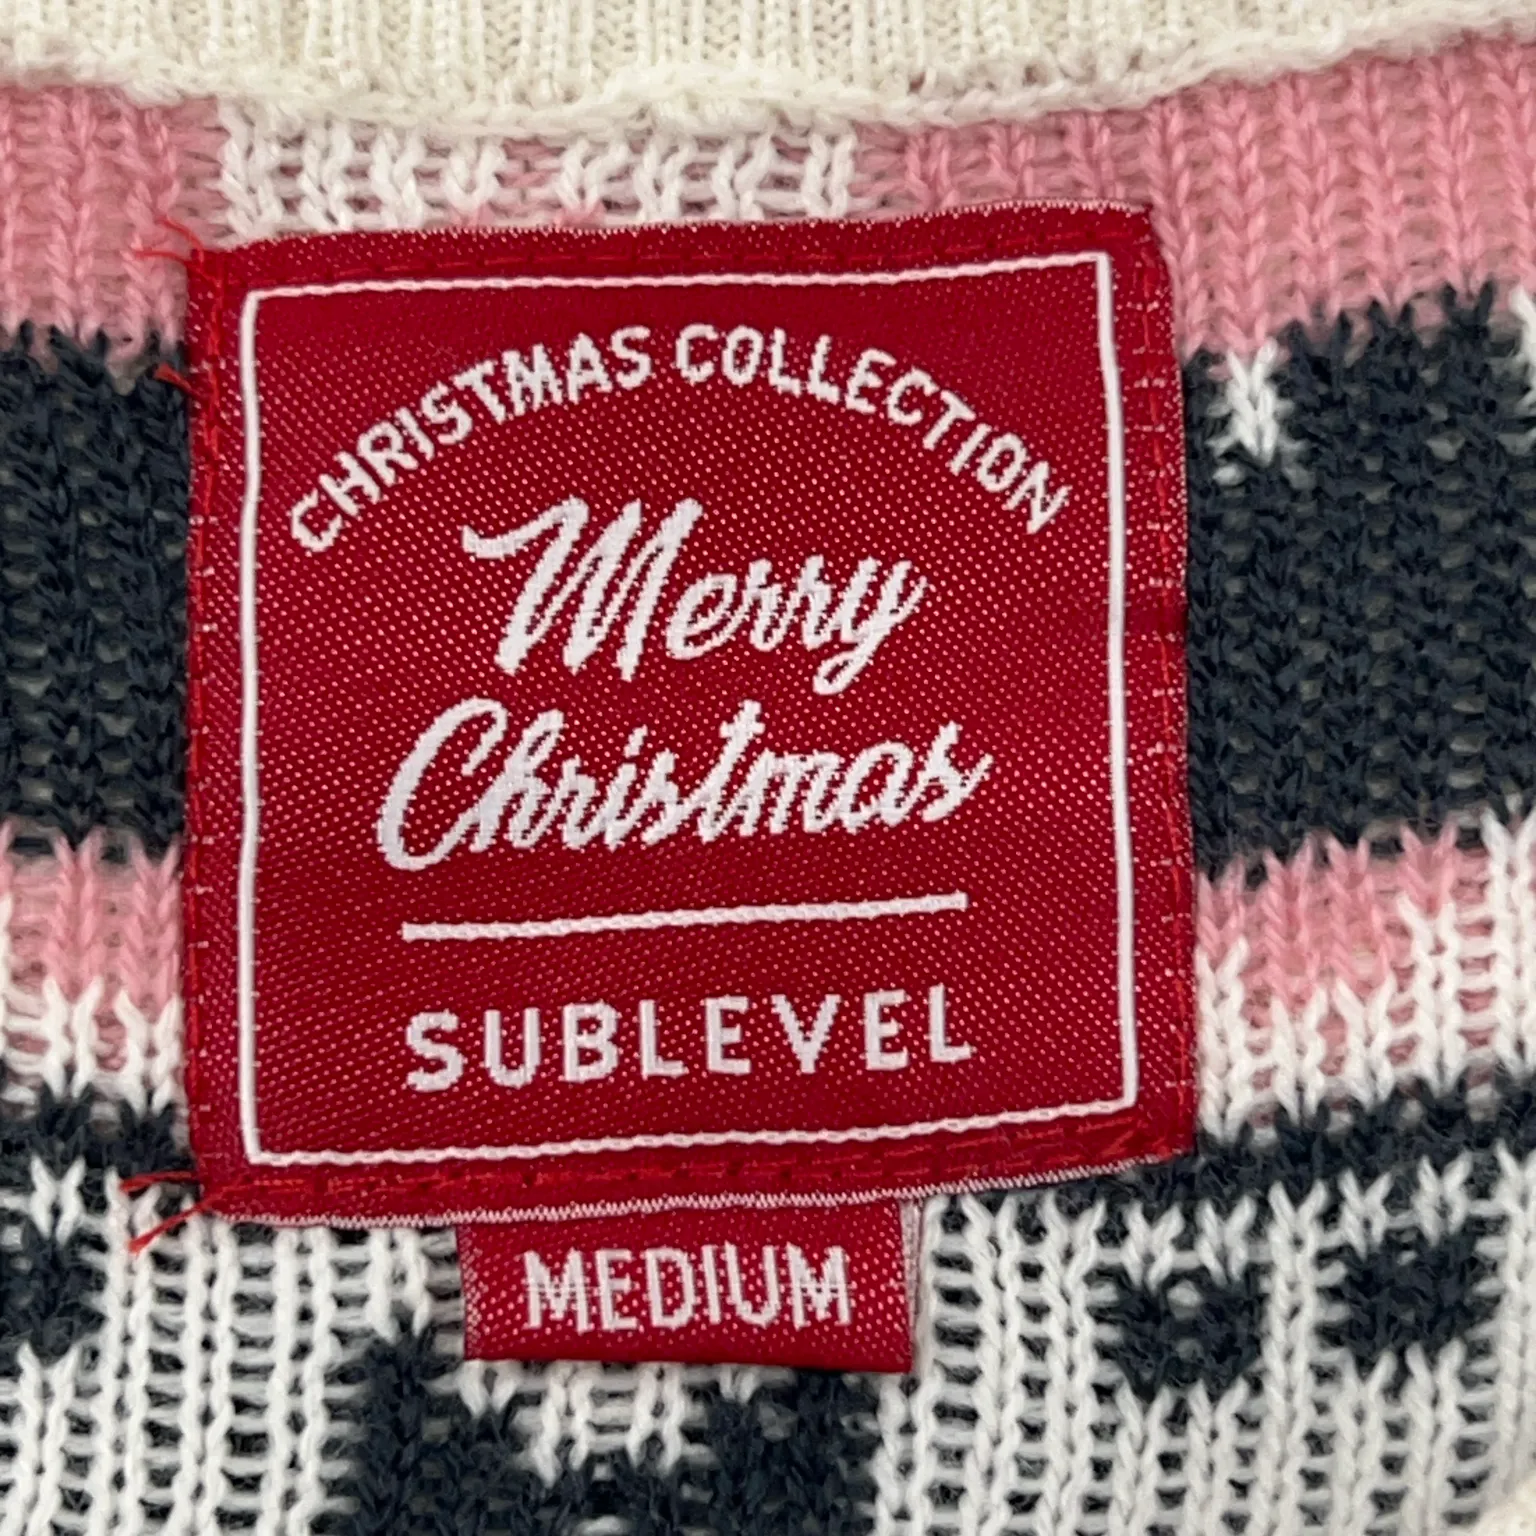 CHRISTMAS COLLECTION
Merry
Christmas
SUBLEVEL
MEDIUM